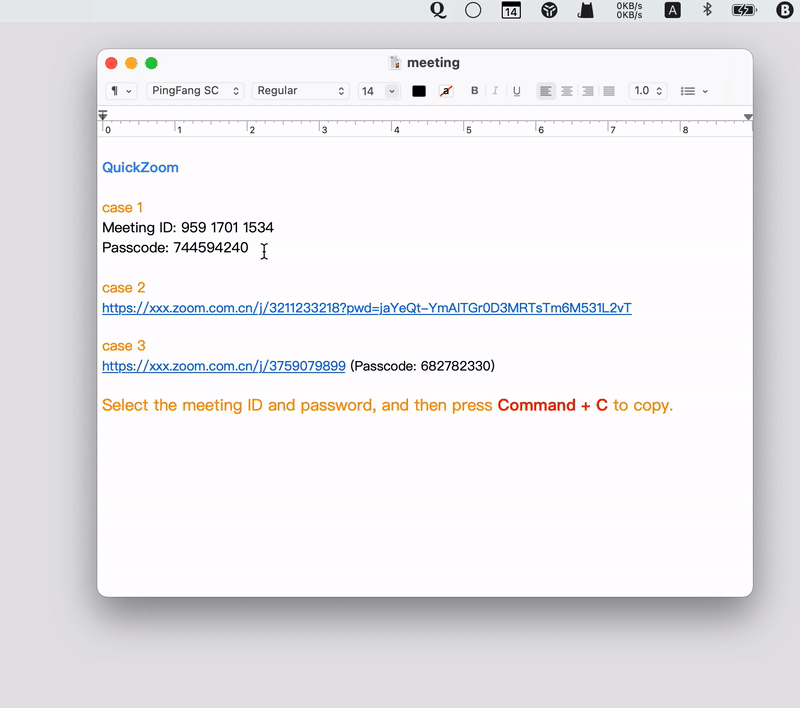 Q
14
0KB/s
0KB/s
A
B
meeting
¶ PingFang SC Regular 14 a B I U 1.0
0 1 2 3 4 5 6 7 8
QuickZoom
case 1
Meeting ID: 959 1701 1534
Passcode: 744594240
case 2
https://xxx.zoom.com.cn/j/3211233218?pwd=jaYeQt-YmAlTGr0D3MRTsTm6M531L2vT
case 3
https://xxx.zoom.com.cn/j/3759079899 (Passcode: 682782330)
Select the meeting ID and password, and then press Command + C to copy.